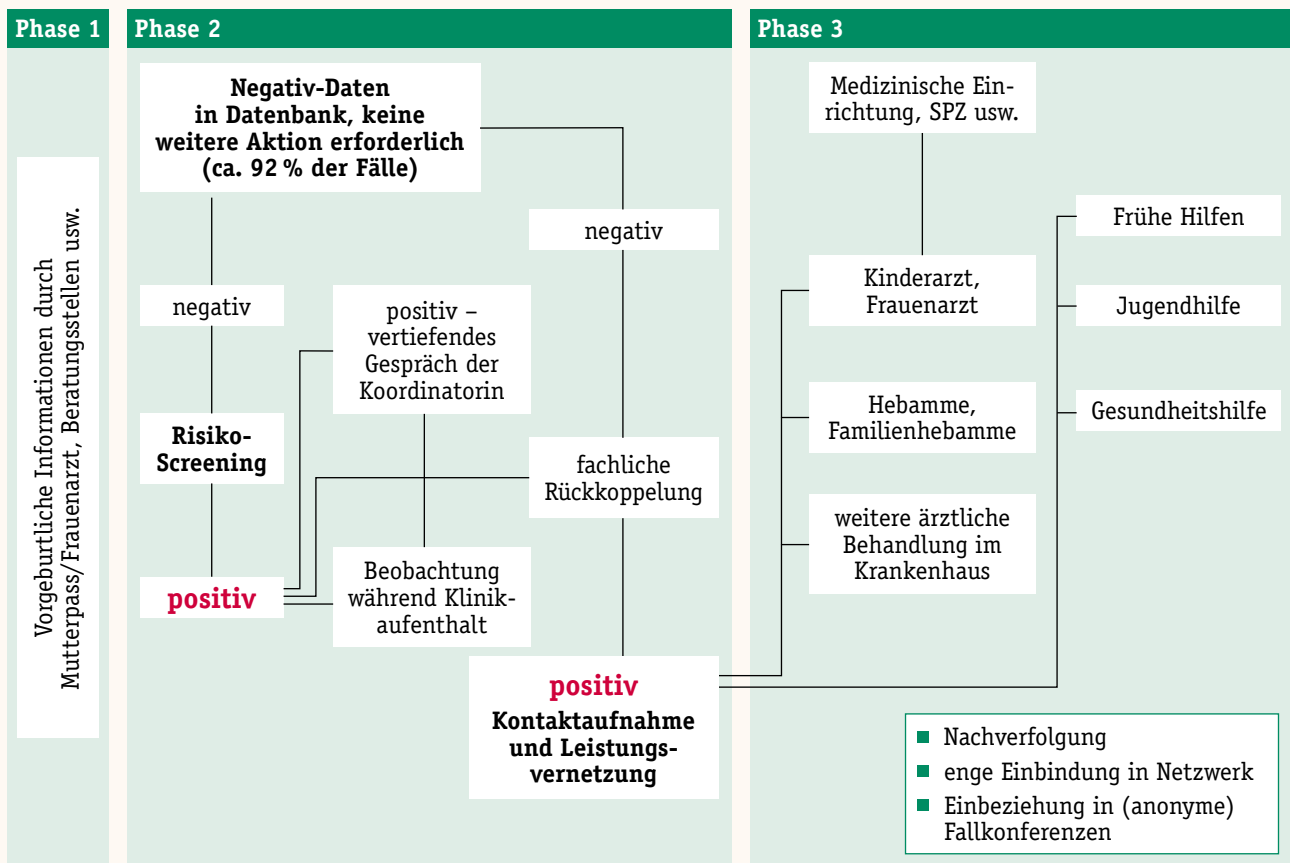 Phase 1
Vorgeburtliche Informationen durch
Mutterpass/Frauenarzt, Beratungsstellen usw.
Phase 2
Negativ-Daten
in Datenbank, keine
weitere Aktion erforderlich
(ca. 92 % der Fälle)
negativ
negativ
positiv –
vertiefendes
Gespräch der
Koordinatorin
Risiko-
Screening
fachliche
Rückkoppelung
positiv
Beobachtung
während Klinik-
aufenthalt
positiv
Kontaktaufnahme
und Leistungs-
vernetzung
Phase 3
Medizinische Ein-
richtung, SPZ usw.
Frühe Hilfen
Kinderarzt,
Frauenarzt
Jugendhilfe
Hebamme,
Familienhebamme
Gesundheitshilfe
weitere ärztliche
Behandlung im
Krankenhaus
Nachverfolgung
enge Einbindung in Netzwerk
Einbeziehung in (anonyme)
Fallkonferenzen